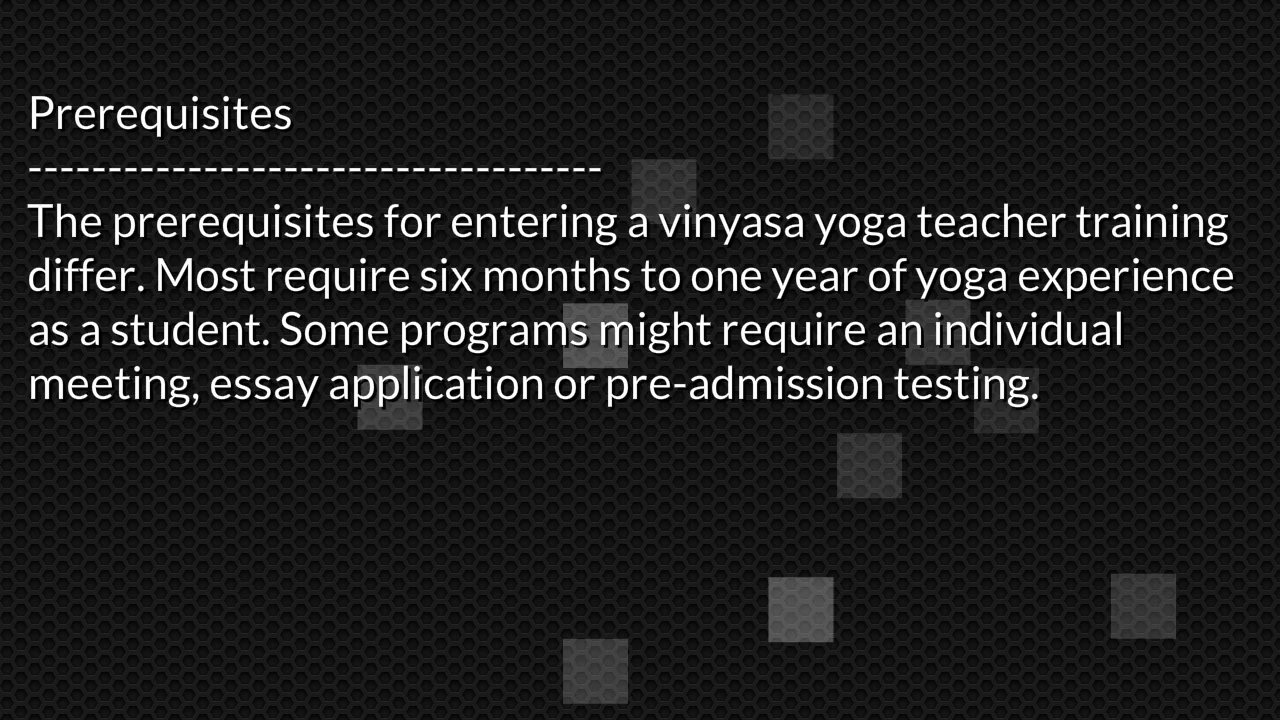 Prerequisites
------------------------------------
The prerequisites for entering a vinyasa yoga teacher training
differ. Most require six months to one year of yoga experience
as a student. Some programs might require an individual
meeting, essay application or pre-admission testing.